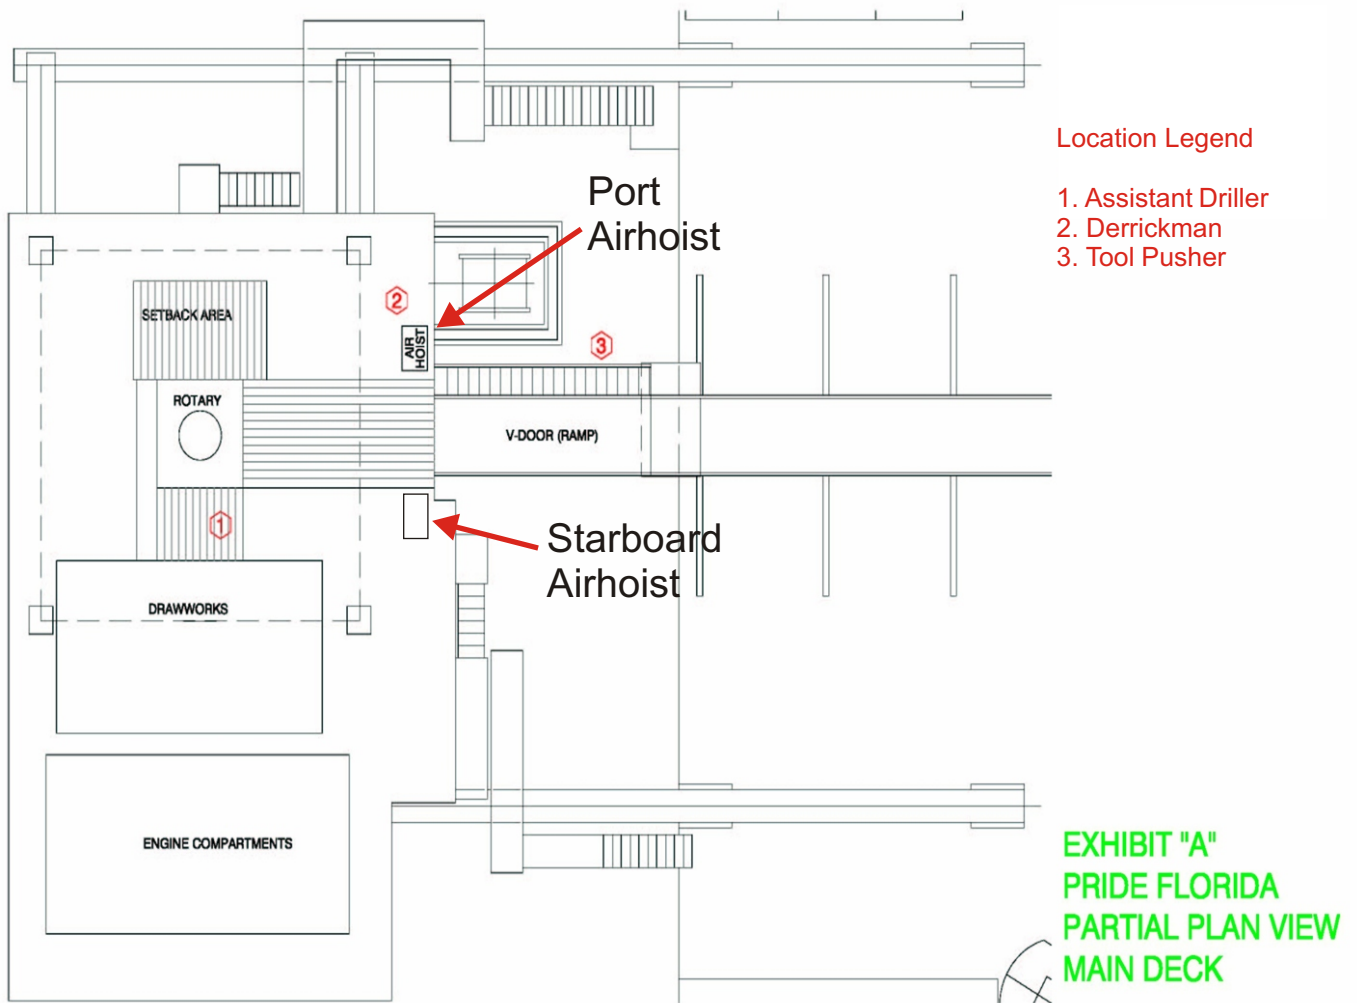 Location Legend
1. Assistant Driller
2. Derrickman
3. Tool Pusher
Port
Airhoist
2
SETBACK AREA
AIR
HOIST
3
ROTARY
V-DOOR (RAMP)
1
Starboard
Airhoist
DRAWWORKS
ENGINE COMPARTMENTS
EXHIBIT "A"
PRIDE FLORIDA
PARTIAL PLAN VIEW
MAIN DECK